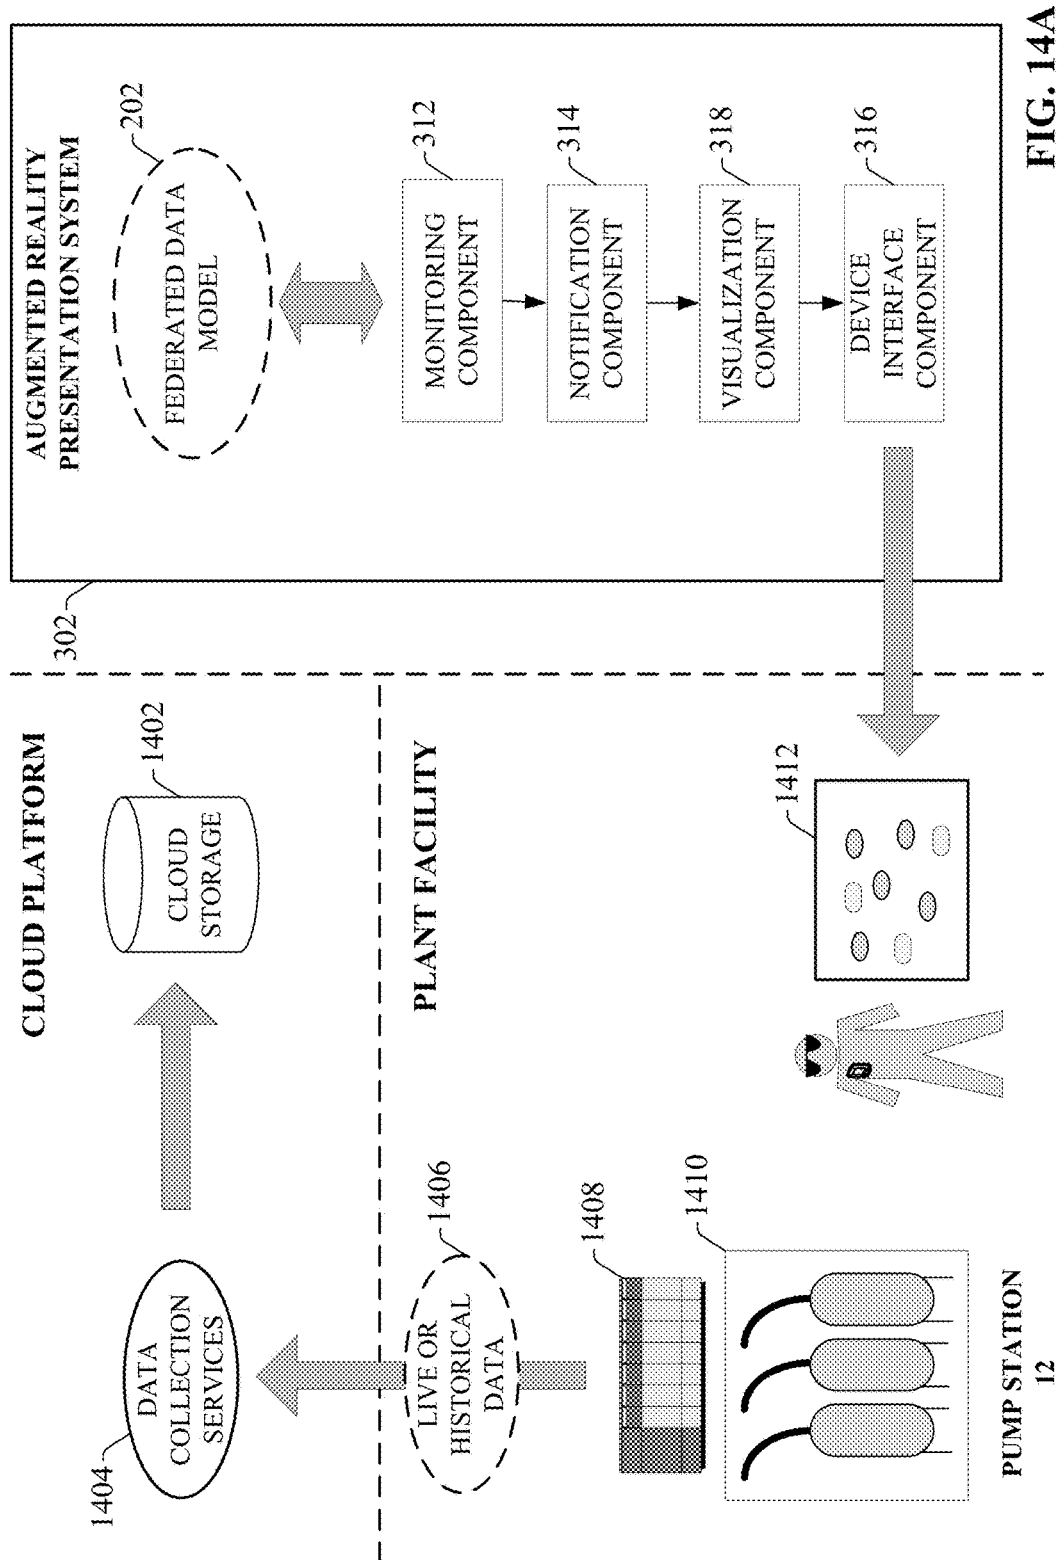 CLOUD PLATFORM
1404
DATA
COLLECTION
SERVICES
1402
CLOUD
STORAGE
PLANT FACILITY
LIVE OR
HISTORICAL
DATA
1406
1408
1410
PUMP STATION
12
1412
302
AUGMENTED REALITY
PRESENTATION SYSTEM
202
FEDERATED DATA
MODEL
312
MONITORING
COMPONENT
314
NOTIFICATION
COMPONENT
318
VISUALIZATION
COMPONENT
316
DEVICE
INTERFACE
COMPONENT
FIG. 14A